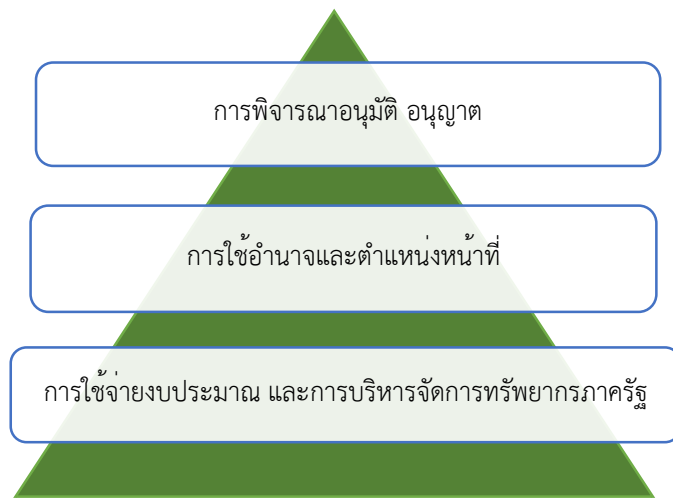 การพิจารณาอนุมัติ อนุญาต
การใช้อำนาจและตำแหน่งหน้าที่
การใช้จ่ายงบประมาณ และการบริหารจัดการทรัพยากรภาครัฐ